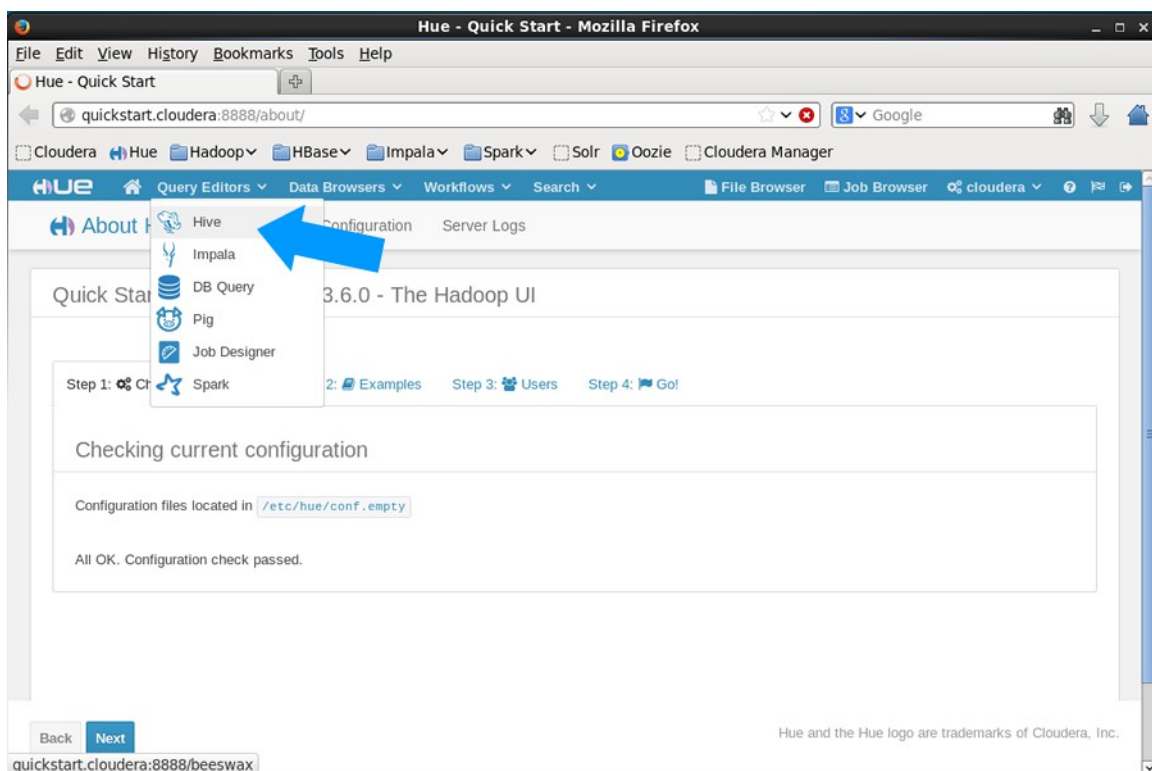 Hue - Quick Start - Mozilla Firefox
File Edit View History Bookmarks Tools Help
Hue - Quick Start
quickstart.cloudera:8888/about/ Google
Cloudera Hue Hadoop HBase Impala Spark Solr Oozie Cloudera Manager
HUE Query Editors Data Browsers Workflows Search File Browser Job Browser cloudera
About Configuration Server Logs
Hive
Impala
DB Query
Pig
Job Designer
Spark
Quick 3.6.0 - The Hadoop UI
Step 1: 2: Examples Step 3: Users Step 4: Go!
Checking current configuration
Configuration files located in /etc/hue/conf.empty
All OK. Configuration check passed.
Back Next
Hue and the Hue logo are trademarks of Cloudera, Inc.
quickstart.cloudera:8888/beeswax